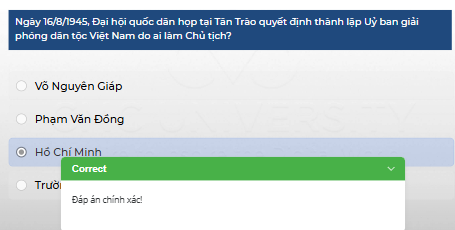 Ngày 16/8/1945, Đại hội quốc dân họp tại Tân Trào quyết định thành lập Uỷ ban giải
phóng dân tộc Việt Nam do ai làm Chủ tịch?
Võ Nguyên Giáp
Phạm Văn Đồng
Hồ Chí Minh
Correct
Đáp án chính xác!